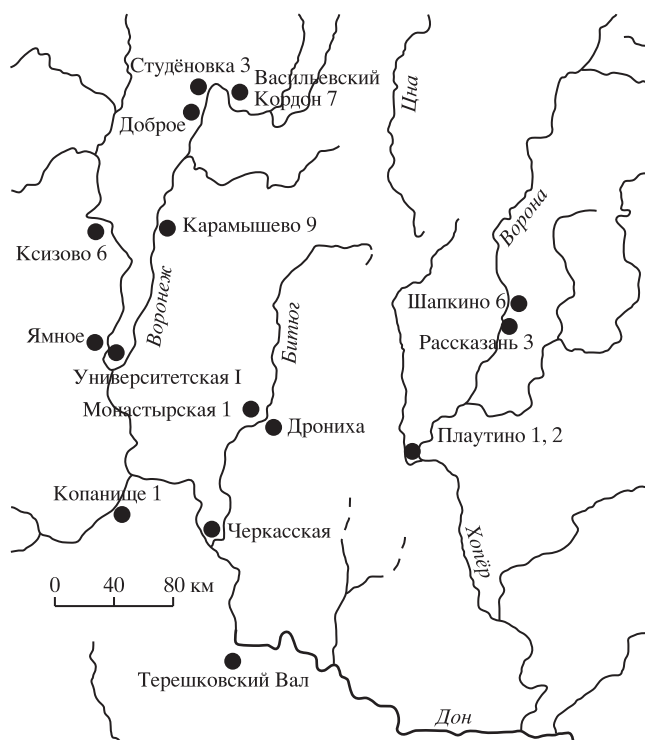 Студёновка 3
Васильевский
Кордон 7
Доброе
Цна
Ворона
Карамышево 9
Ксизово 6
Воронеж
Битюг
Шапкино 6
Рассказань 3
Ямное
Университетская I
Монастырская 1
Дрониха
Плаутино 1, 2
Копанище 1
Черкасская
Хопёр
0 40 80 км
Терешковский Вал
Дон